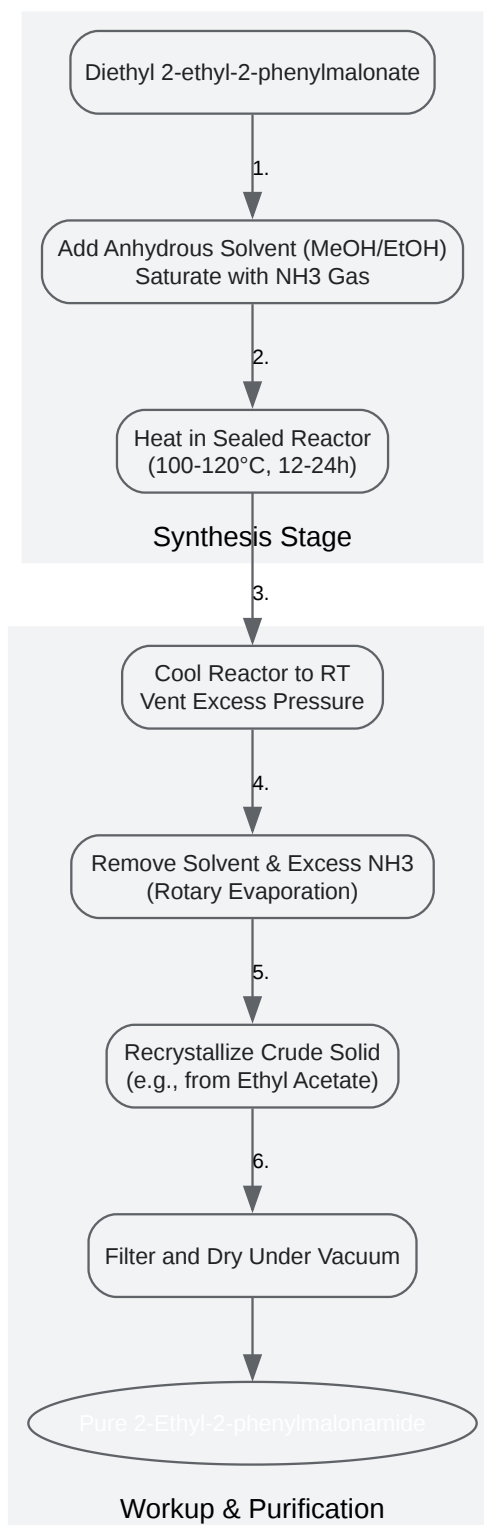 Diethyl 2-ethyl-2-phenylmalonate
1.
Add Anhydrous Solvent (MeOH/EtOH)
Saturate with NH3 Gas
2.
Heat in Sealed Reactor
(100-120°C, 12-24h)
Synthesis Stage
3.
Cool Reactor to RT
Vent Excess Pressure
4.
Remove Solvent & Excess NH3
(Rotary Evaporation)
5.
Recrystallize Crude Solid
(e.g., from Ethyl Acetate)
6.
Filter and Dry Under Vacuum
Pure 2-Ethyl-2-phenylmalonamide
Workup & Purification